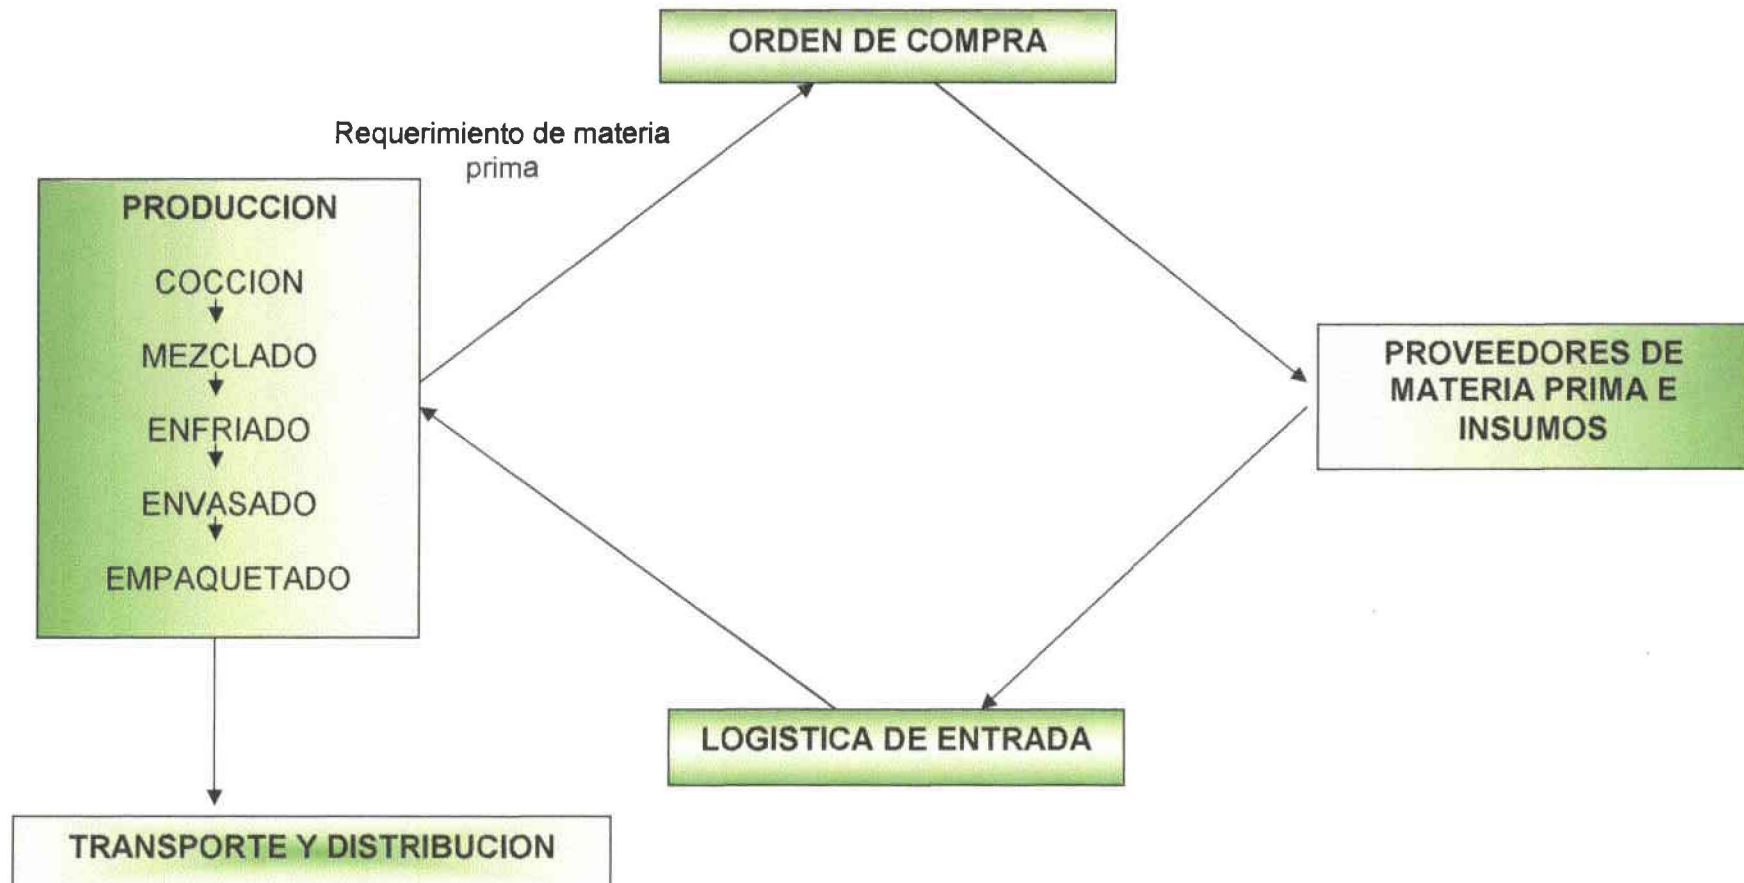 ORDEN DE COMPRA
Requerimiento de materia
prima
PRODUCCION
COCCION
MEZCLADO
ENFRIADO
ENVASADO
EMPAQUETADO
PROVEEDORES DE
MATERIA PRIMA E
INSUMOS
LOGISTICA DE ENTRADA
TRANSPORTE Y DISTRIBUCION